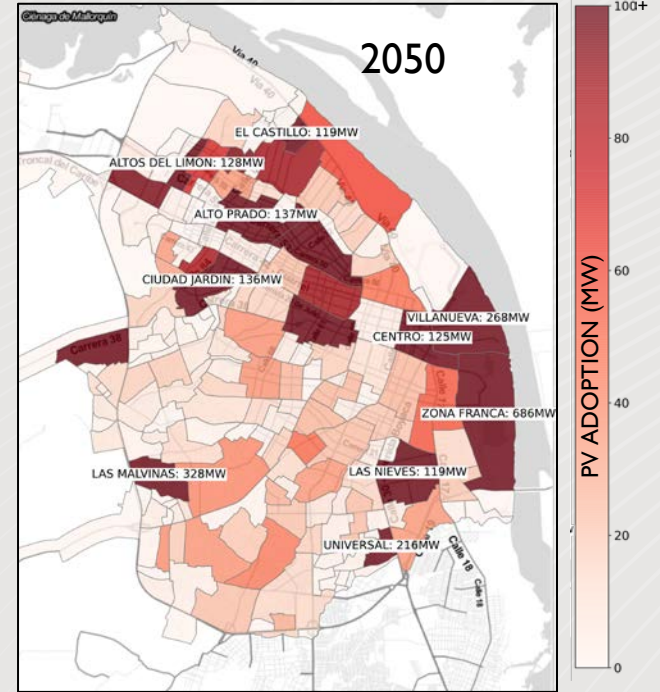 Ciénaga de Mallorquín
2050
Vía 40
Vía 40
EL CASTILLO: 119MW
Troncal del Caribe
ALTOS DEL LIMON: 128MW
ALTO PRADO: 137MW
CIUDAD JARDIN: 136MW
VILLANUEVA: 268MW
CENTRO: 125MW
Carrera 38
ZONA FRANCA: 686MW
LAS MALVINAS: 328MW
LAS NIEVES: 119MW
UNIVERSAL: 216MW
Calle 18
Calle 18
100+
80
60
40
20
0
PV ADOPTION (MW)